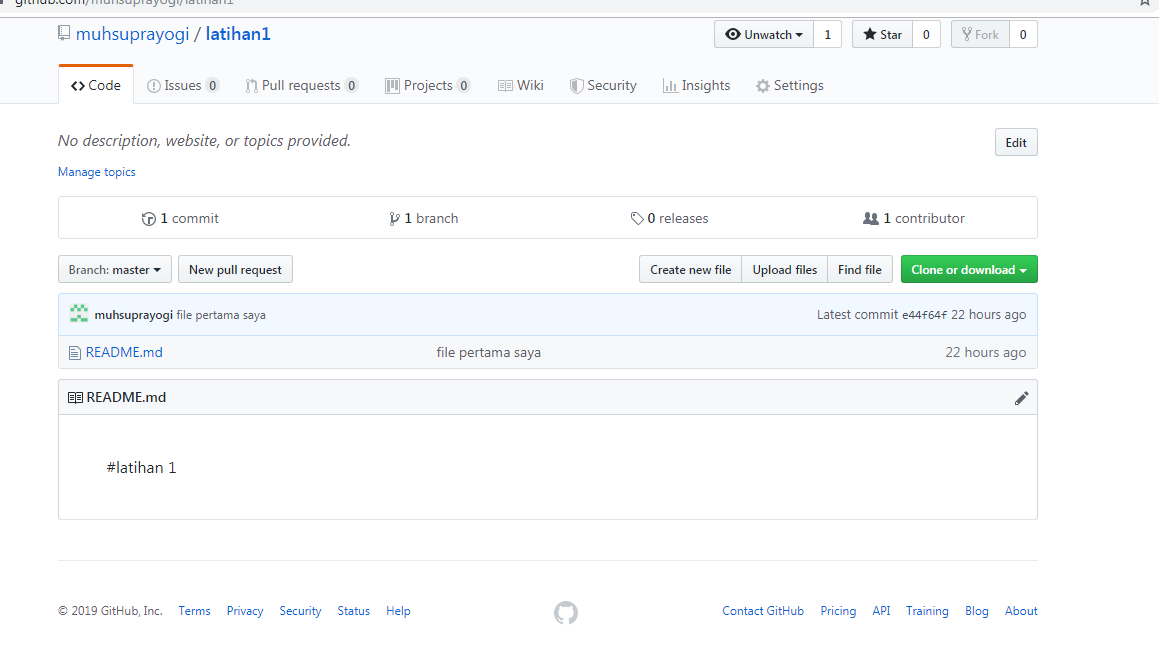 github.com/muhsuprayogi/latihan1
muhsuprayogi / latihan1
Unwatch 1
Star 0
Fork 0
Code
Issues 0
Pull requests 0
Projects 0
Wiki
Security
Insights
Settings
No description, website, or topics provided.
Edit
Manage topics
1 commit
1 branch
0 releases
1 contributor
Branch: master
New pull request
Create new file
Upload files
Find file
Clone or download
muhsuprayogi file pertama saya
Latest commit e44f64f 22 hours ago
README.md
file pertama saya
22 hours ago
README.md
#latihan 1
© 2019 GitHub, Inc.
Terms
Privacy
Security
Status
Help
Contact GitHub
Pricing
API
Training
Blog
About